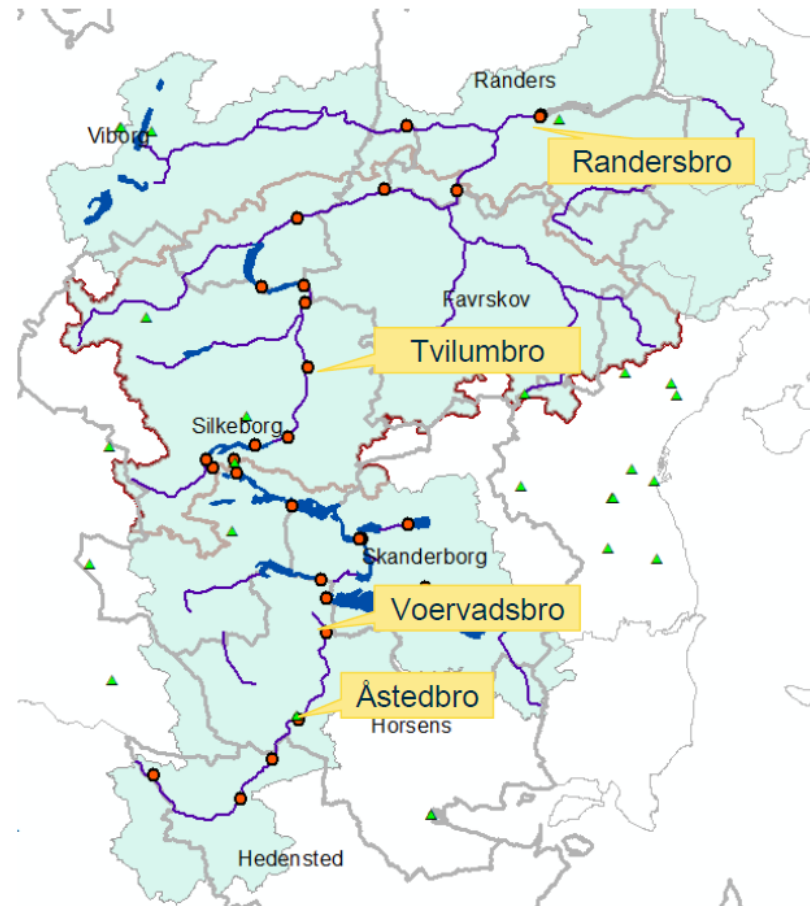 Randers
Viborg
Randersbro
Favrskov
Tvilumbro
Silkeborg
Skanderborg
Voervadsbro
Åstedbro
Horsens
Hedensted